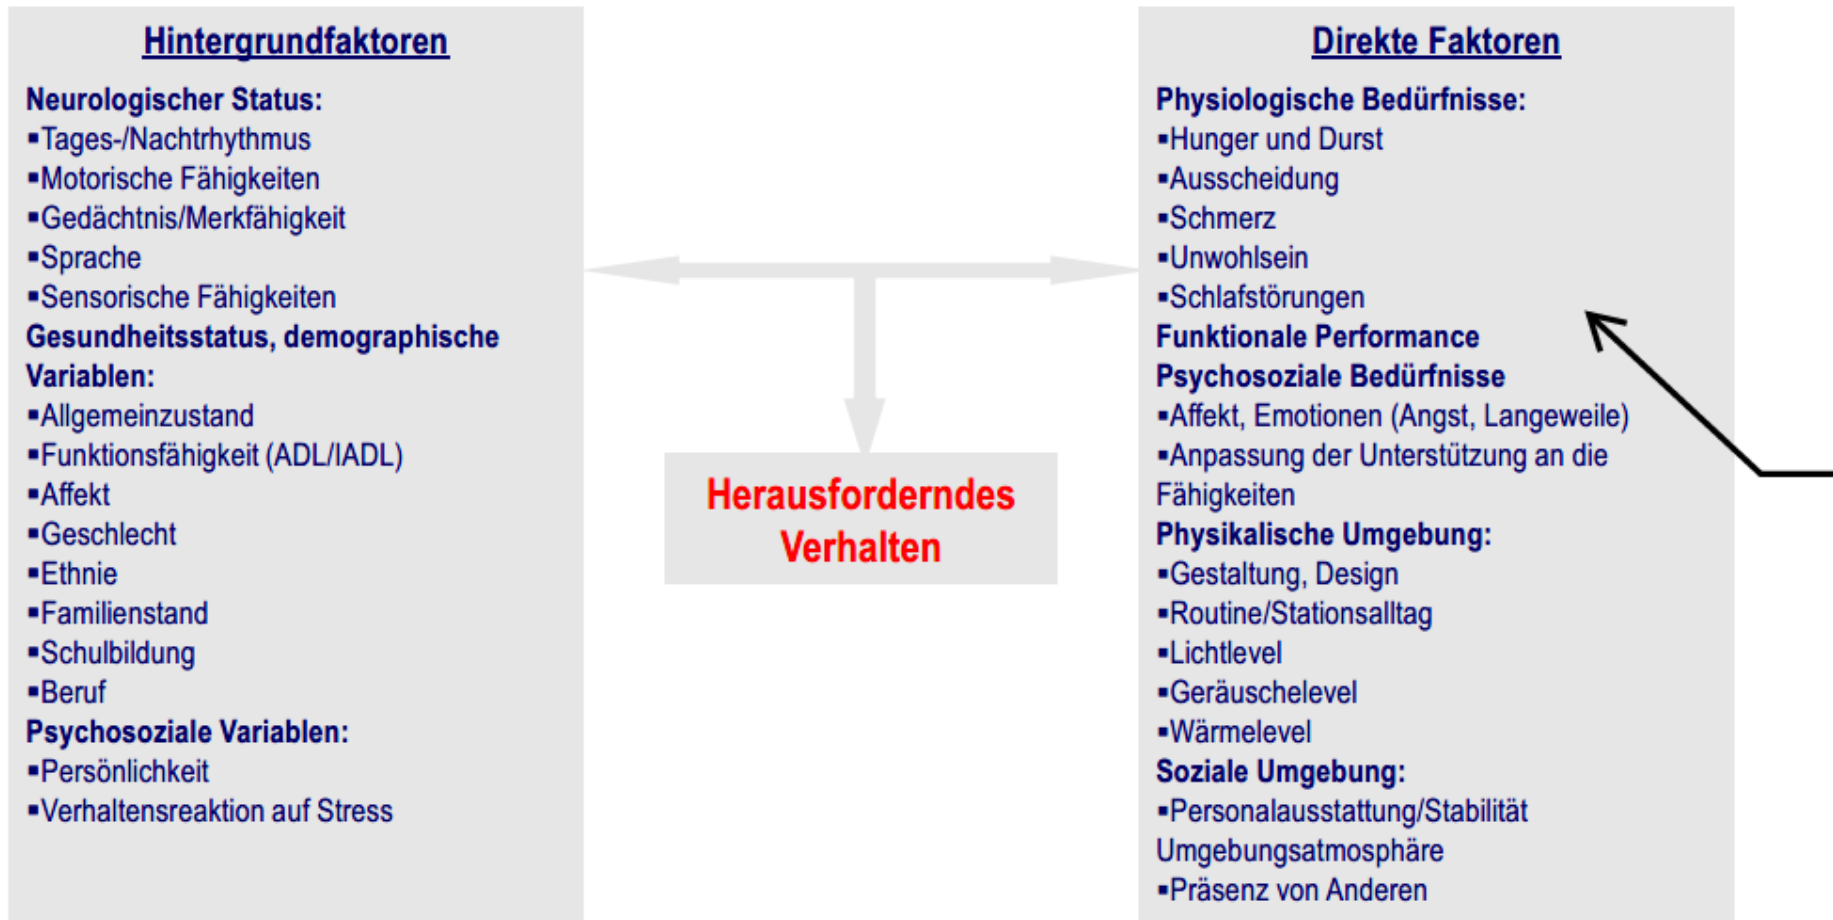 Hintergrundfaktoren
Neurologischer Status:
▪Tages-/Nachtrhythmus
▪Motorische Fähigkeiten
▪Gedächtnis/Merkfähigkeit
▪Sprache
▪Sensorische Fähigkeiten
Gesundheitsstatus, demographische
Variablen:
▪Allgemeinzustand
▪Funktionsfähigkeit (ADL/IADL)
▪Affekt
▪Geschlecht
▪Ethnie
▪Familienstand
▪Schulbildung
▪Beruf
Psychosoziale Variablen:
▪Persönlichkeit
▪Verhaltensreaktion auf Stress
Herausforderndes
Verhalten
Direkte Faktoren
Physiologische Bedürfnisse:
▪Hunger und Durst
▪Ausscheidung
▪Schmerz
▪Unwohlsein
▪Schlafstörungen
Funktionale Performance
Psychosoziale Bedürfnisse
▪Affekt, Emotionen (Angst, Langeweile)
▪Anpassung der Unterstützung an die
Fähigkeiten
Physikalische Umgebung:
▪Gestaltung, Design
▪Routine/Stationsalltag
▪Lichtlevel
▪Geräuschelevel
▪Wärmelevel
Soziale Umgebung:
▪Personalausstattung/Stabilität
Umgebungsatmosphäre
▪Präsenz von Anderen